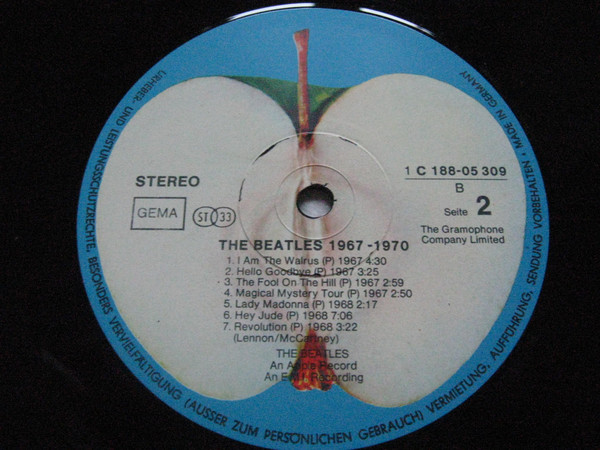 URHEBER- UND LEISTUNGSSCHUTZRECHTE, BESONDERS VERVIELFÄLTIGUNG (AUSSER ZUM PERSÖNLICHEN GEBRAUCH) VERMIETUNG, AUFFÜHRUNG, SENDUNG VORBEHALTEN • MADE IN GERMANY
STEREO
GEMA
ST 33
1 C 188-05 309
B
Seite 2
The Gramophone
Company Limited
THE BEATLES 1967-1970
1. I Am The Walrus (P) 1967 4:30
2. Hello Goodbye (P) 1967 3:25
3. The Fool On The Hill (P) 1967 2:59
4. Magical Mystery Tour (P) 1967 2:50
5. Lady Madonna (P) 1968 2:17
6. Hey Jude (P) 1968 7:06
7. Revolution (P) 1968 3:22
(Lennon/McCartney)
THE BEATLES
An Apple Record
An EMI Recording